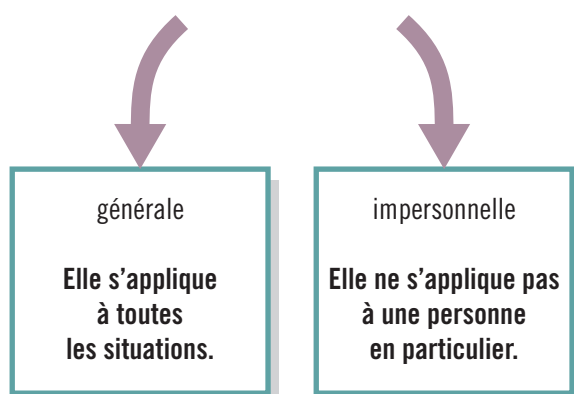 générale
Elle s’applique
à toutes
les situations.
impersonnelle
Elle ne s’applique pas
à une personne
en particulier.